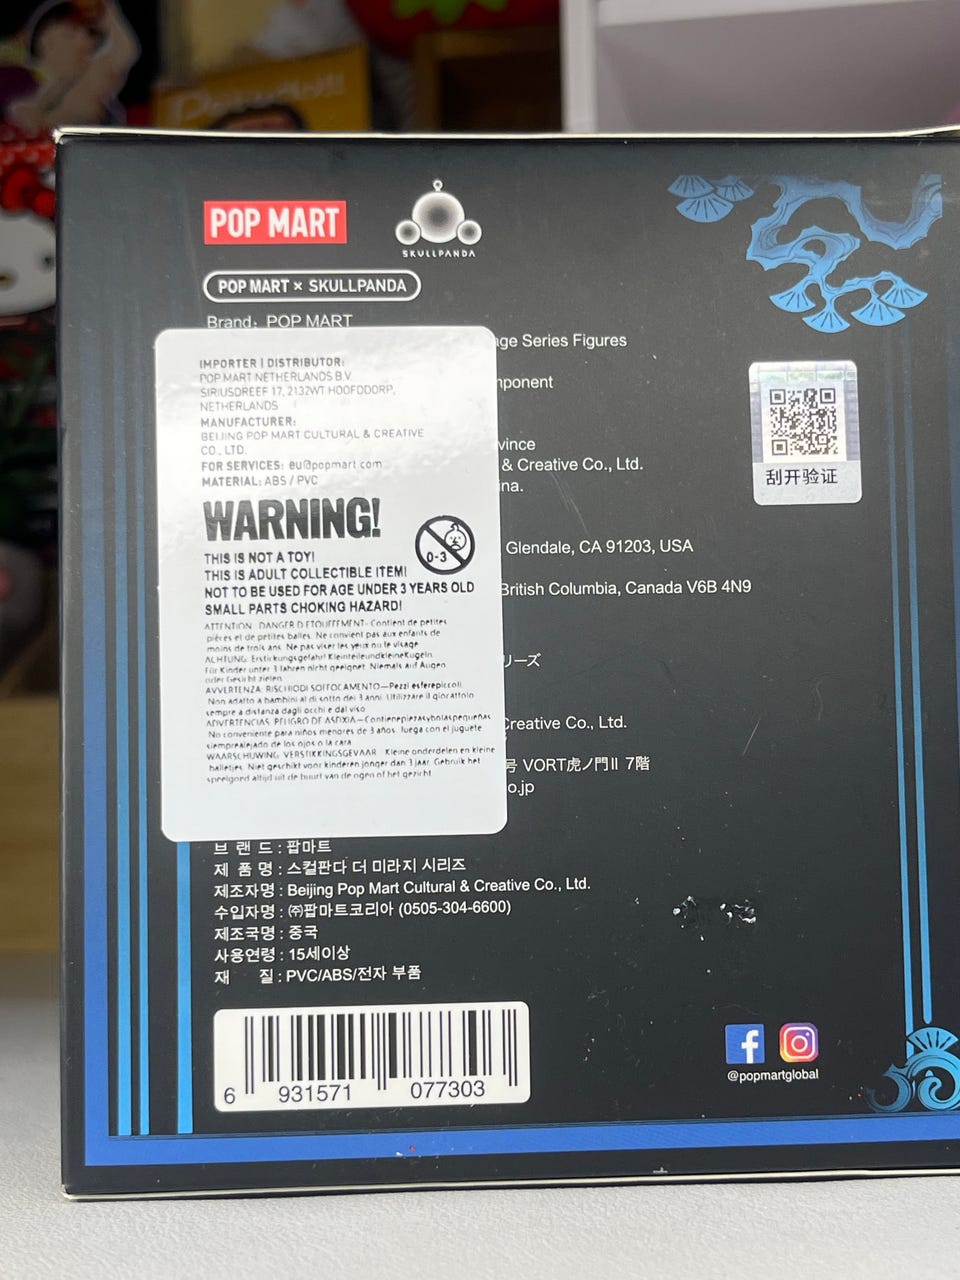 POP MART
SKULLPANDA
POP MART × SKULLPANDA
Brand: POP MART
age Series Figures
mponent
vince
& Creative Co., Ltd.
ina.
Glendale, CA 91203, USA
British Columbia, Canada V6B 4N9
リーズ
Creative Co., Ltd.
号 VORT虎ノ門II 7階
o.jp
IMPORTER | DISTRIBUTOR:
POP MART NETHERLANDS B.V
SIRIUSDREEF 17, 2132WT HOOFDDORP,
NETHERLANDS
MANUFACTURER:
BEIJING POP MART CULTURAL & CREATIVE
CO., LTD.
FOR SERVICES: eu@popmart.com
MATERIAL: ABS / PVC
WARNING!
0-3
THIS IS NOT A TOY!
THIS IS ADULT COLLECTIBLE ITEM!
NOT TO BE USED FOR AGE UNDER 3 YEARS OLD
SMALL PARTS CHOKING HAZARD!
ATTENTION: DANGER D ETOUFFEMENT- Contient de petites
pièces et de petites balles. Ne convient pas aux enfants de
moins de trois ans. Ne pas viser les yeux ou le visage
ACHTUNG: Erstirkungsgefahr! KleinteileundkleineKugeln.
Für Kinder unter 3 Jahren nicht geeignet. Niemals Auf Augen
oder Gesicht zielen
AVVERTENZA: RISCHIODI SOFFOCAMENTO—Pezzi esferepiccoli.
Non adatto a bambini al di sotto dei 3 anni. Utilizzare il giocattolo
sempre a distanza dagli occhi e dal viso
ADVERTENCIAS: PELIGRO DE ASFIXIA—Contienepiezasybolaspequeñas
No conveniente para niños menores de 3 años. Juega con el juguete
siemprealejado de los ojos o la cara
WAARSCHUWING: VERSTIKKINGSGEVAAR  Kleine onderdelen en kleine
balletjes. Niet geschikt voor kinderen jonger dan 3 jaar. Gebruik het
speelgoed altijd uit de buurt van de ogen of het gezicht
刮开验证
브 랜 드 : 팝마트
제 품 명 : 스컬판다 더 미라지 시리즈
제조자명 : Beijing Pop Mart Cultural & Creative Co., Ltd.
수입자명 : ㈜팝마트코리아 (0505-304-6600)
제조국명 : 중국
사용연령 : 15세이상
재 질 : PVC/ABS/전자 부품
6 931571 077303
@popmartglobal